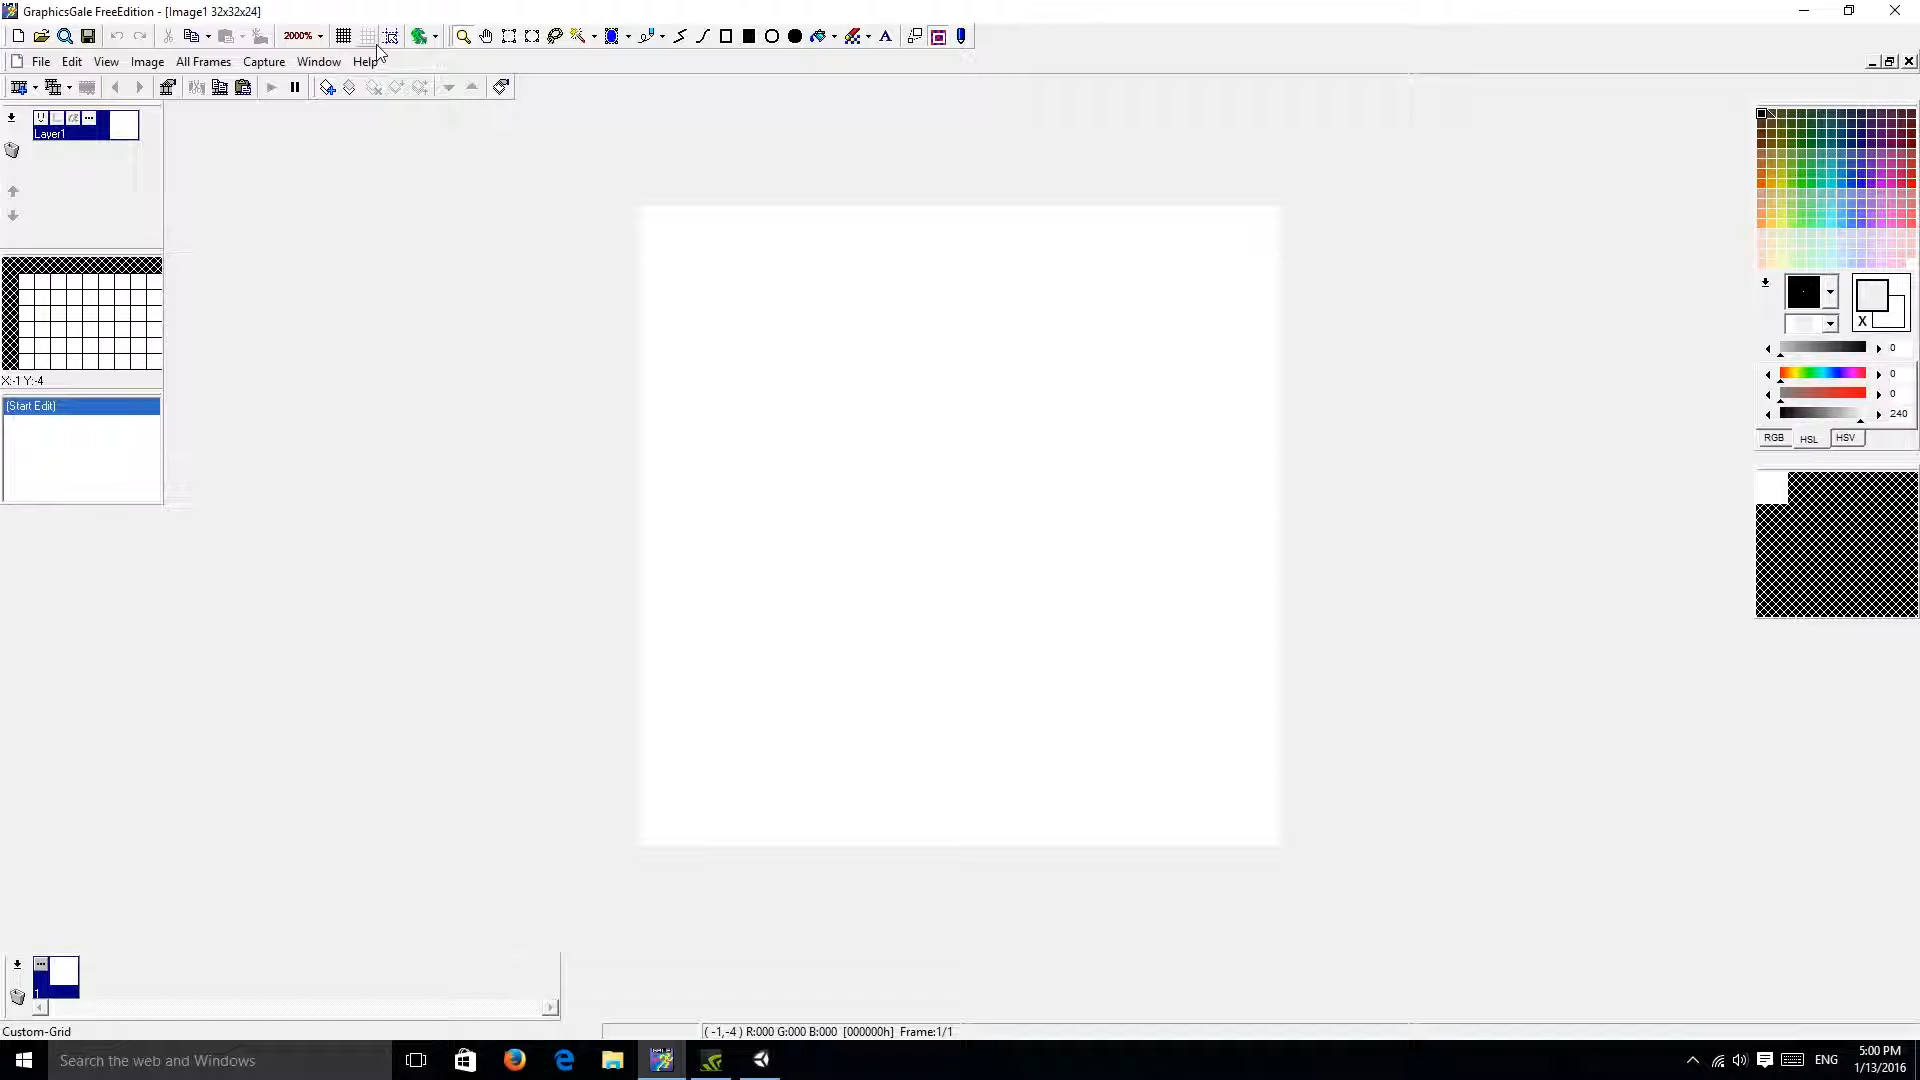 GraphicsGale FreeEdition - [Image1 32x32x24]
2000%
A
File Edit View Image All Frames Capture Window Help
Layer1
X:-1 Y:-4
(Start Edit)
X
0
0
0
240
RGB HSL HSV
1
Custom-Grid
( -1,-4 ) R:000 G:000 B:000 [000000h] Frame:1/1
Search the web and Windows
ENG
5:00 PM
1/13/2016